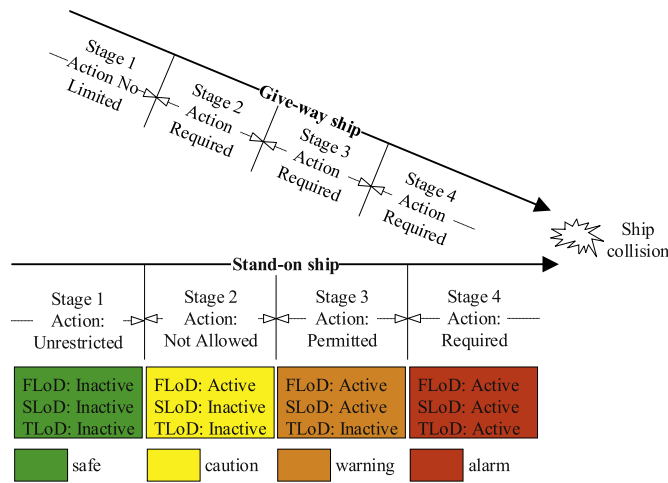 Stage 1
Action No
Limited
Stage 2
Action
Required
Give-way ship
Stage 3
Action
Required
Stage 4
Action
Required
Ship
collision
Stand-on ship
Stage 1
Action:
Unrestricted
Stage 2
Action:
Not Allowed
Stage 3
Action:
Permitted
Stage 4
Action:
Required
FLoD: Inactive
SLoD: Inactive
TLoD: Inactive
FLoD: Active
SLoD: Inactive
TLoD: Inactive
FLoD: Active
SLoD: Active
TLoD: Inactive
FLoD: Active
SLoD: Active
TLoD: Active
safe
caution
warning
alarm